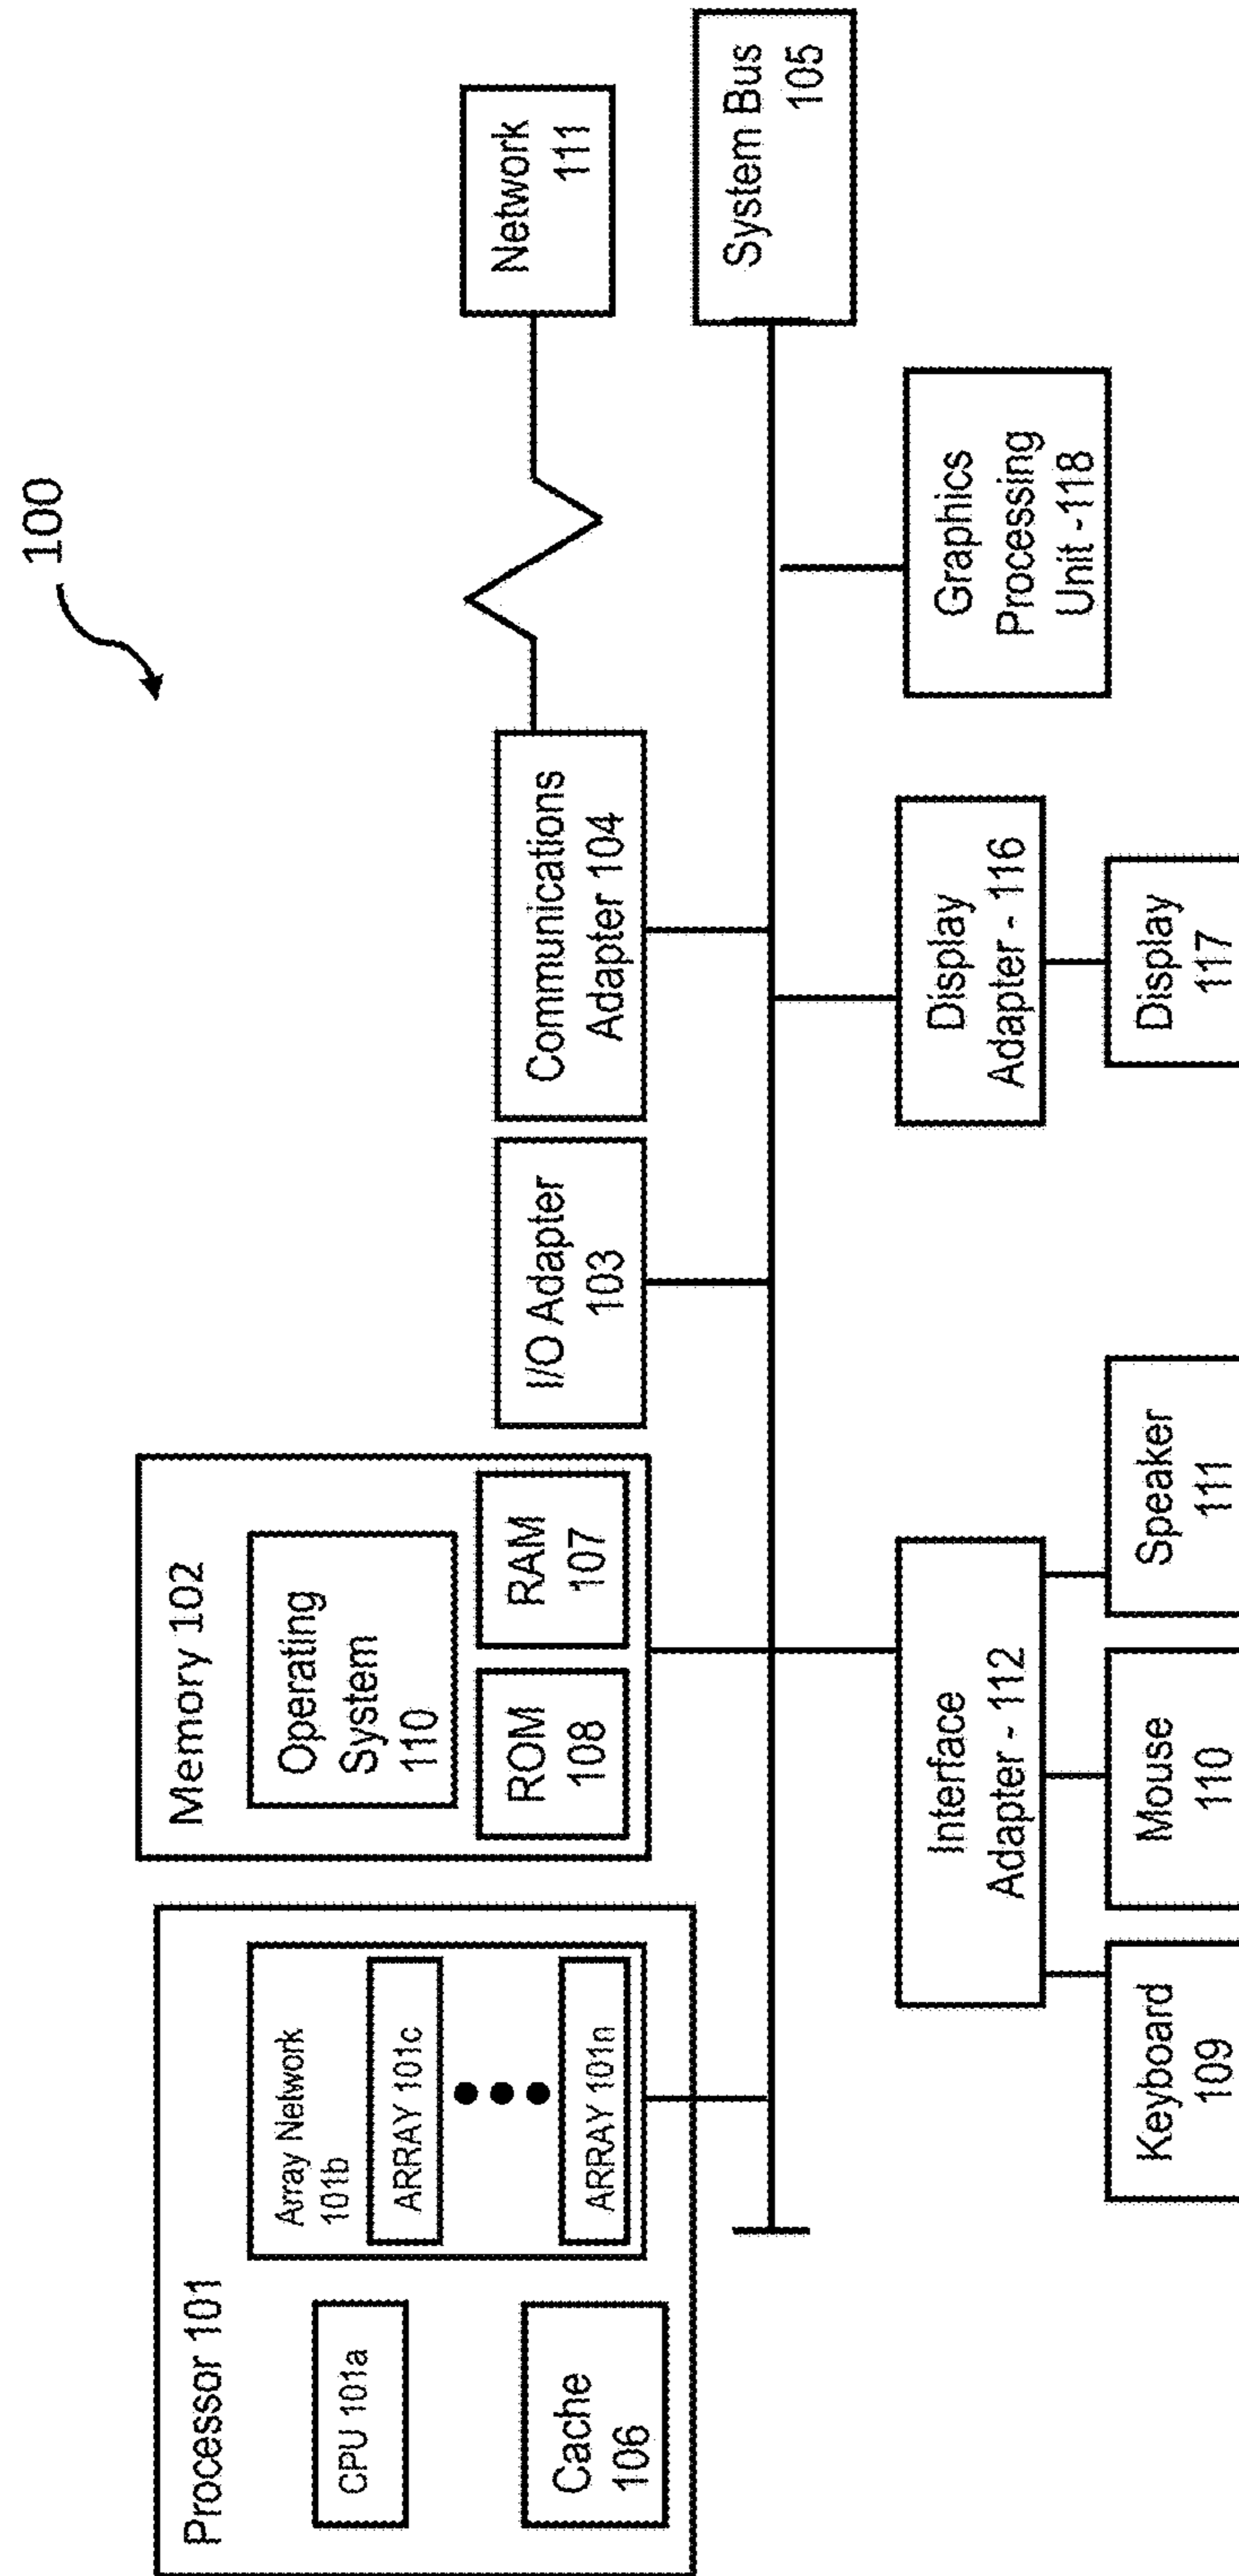 100
Processor 101
CPU 101a
Cache
106
Array Network
101b
ARRAY 101c
ARRAY 101n
Memory 102
Operating
System
110
ROM
108
RAM
107
I/O Adapter
103
Communications
Adapter 104
Network
111
System Bus
105
Interface
Adapter - 112
Keyboard
109
Mouse
110
Speaker
111
Display
Adapter - 116
Display
117
Graphics
Processing
Unit -118